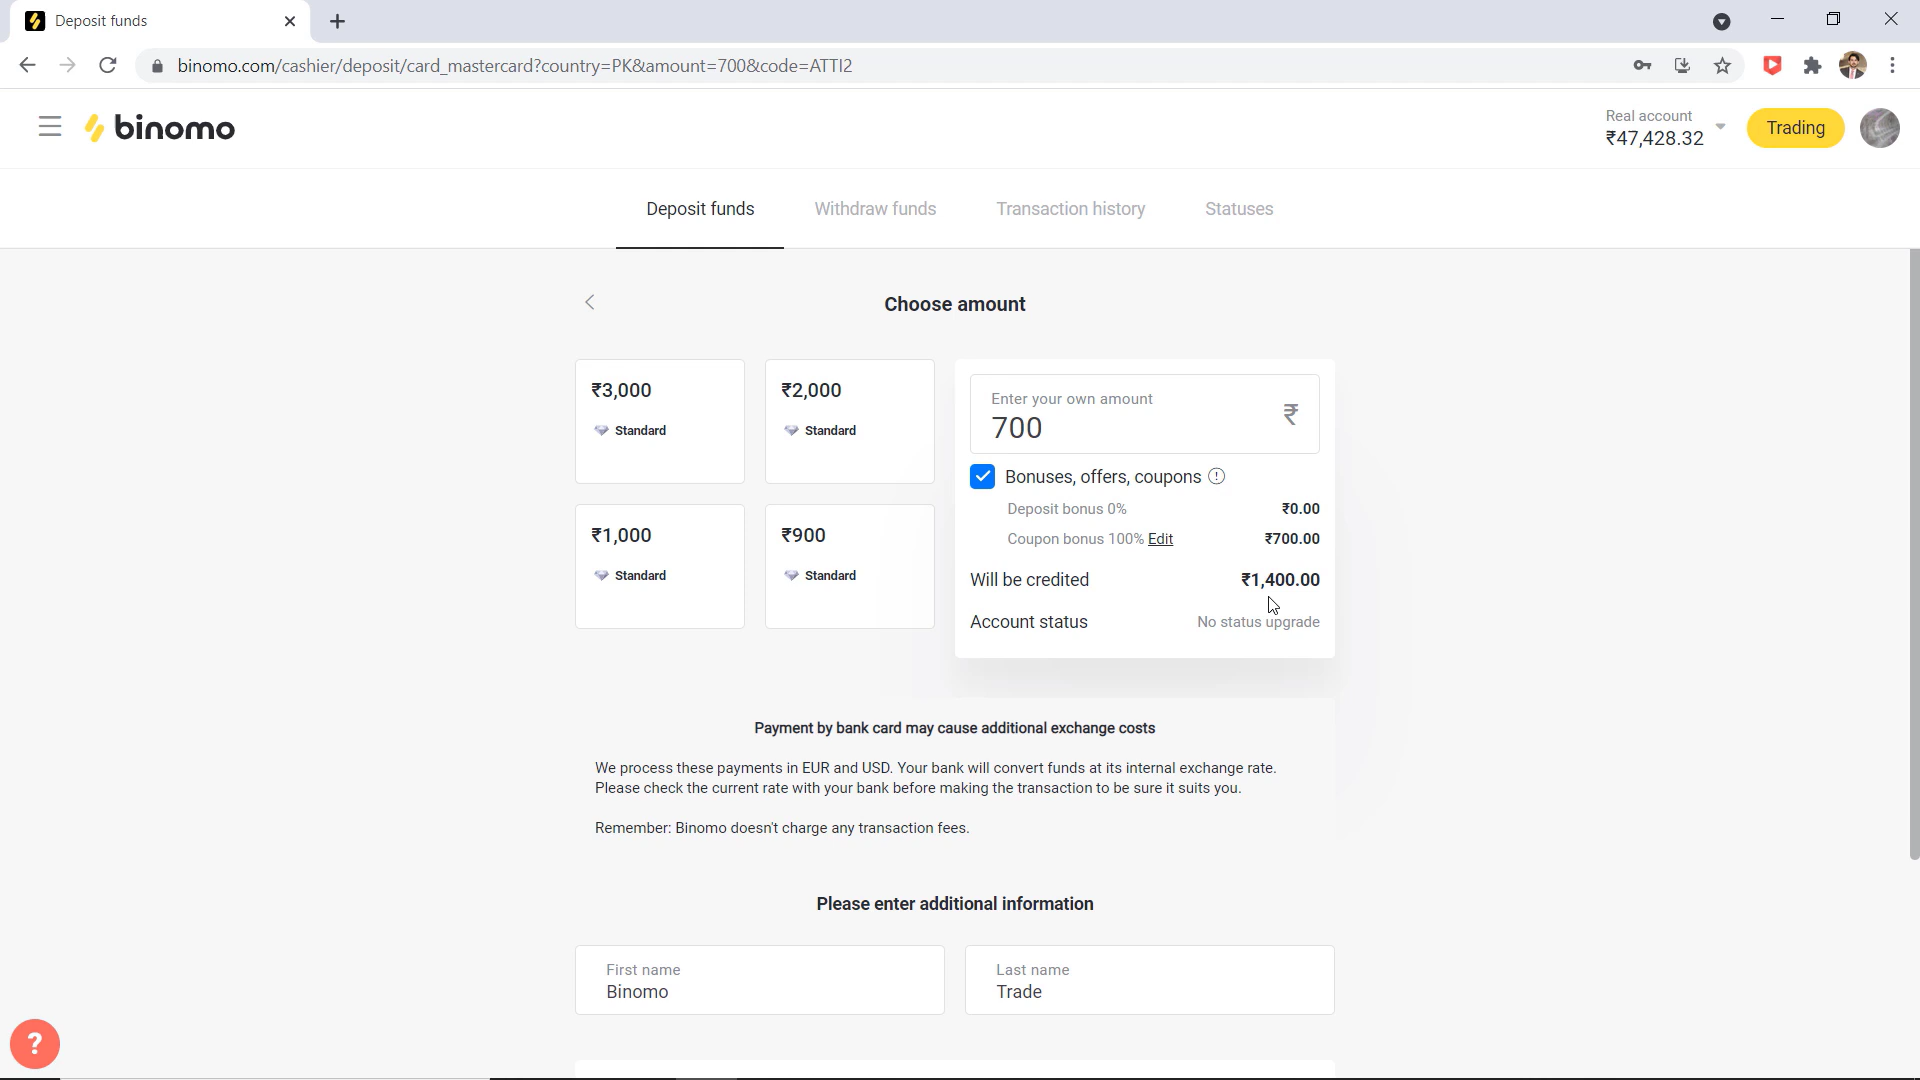 Deposit funds
binomo.com/cashier/deposit/card_mastercard?country=PK&amount=700&code=ATTI2
binomo
Real account
₹47,428.32
Trading
Deposit funds
Withdraw funds
Transaction history
Statuses
Choose amount
₹3,000
Standard
₹2,000
Standard
₹1,000
Standard
₹900
Standard
Enter your own amount
700
₹
Bonuses, offers, coupons
Deposit bonus 0%
₹0.00
Coupon bonus 100% Edit
₹700.00
Will be credited
₹1,400.00
Account status
No status upgrade
Payment by bank card may cause additional exchange costs
We process these payments in EUR and USD. Your bank will convert funds at its internal exchange rate.
Please check the current rate with your bank before making the transaction to be sure it suits you.
Remember: Binomo doesn't charge any transaction fees.
Please enter additional information
First name
Binomo
Last name
Trade
?